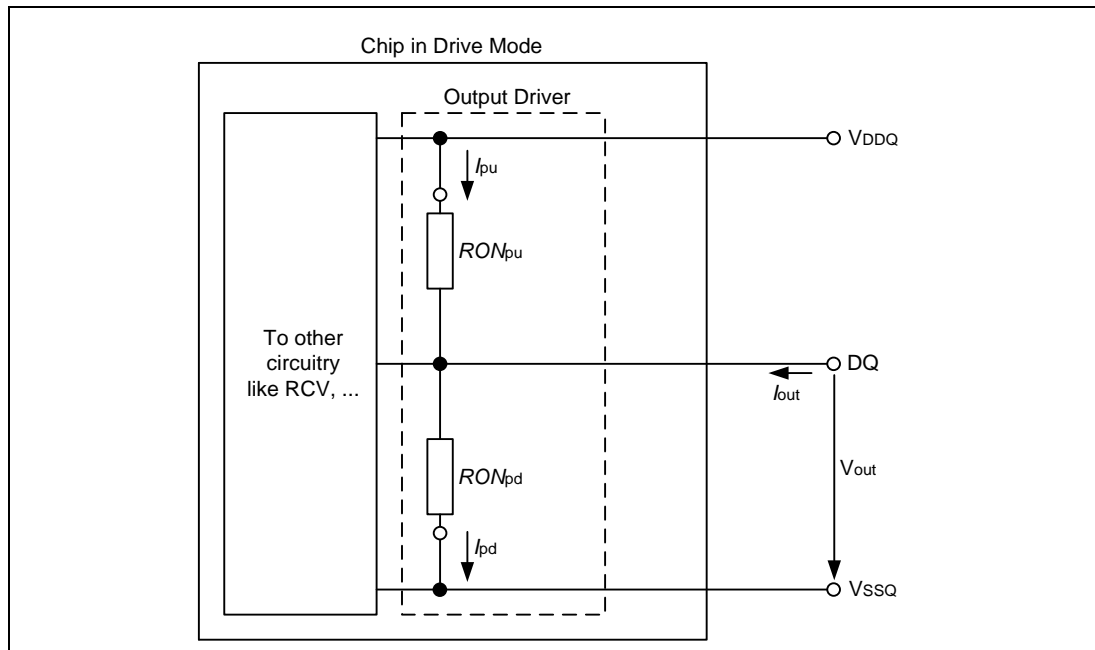 Chip in Drive Mode
Output Driver
VDDQ
Ipu
RONpu
To other
circuitry
like RCV, ...
DQ
Iout
RONpd
Vout
Ipd
VSSQ